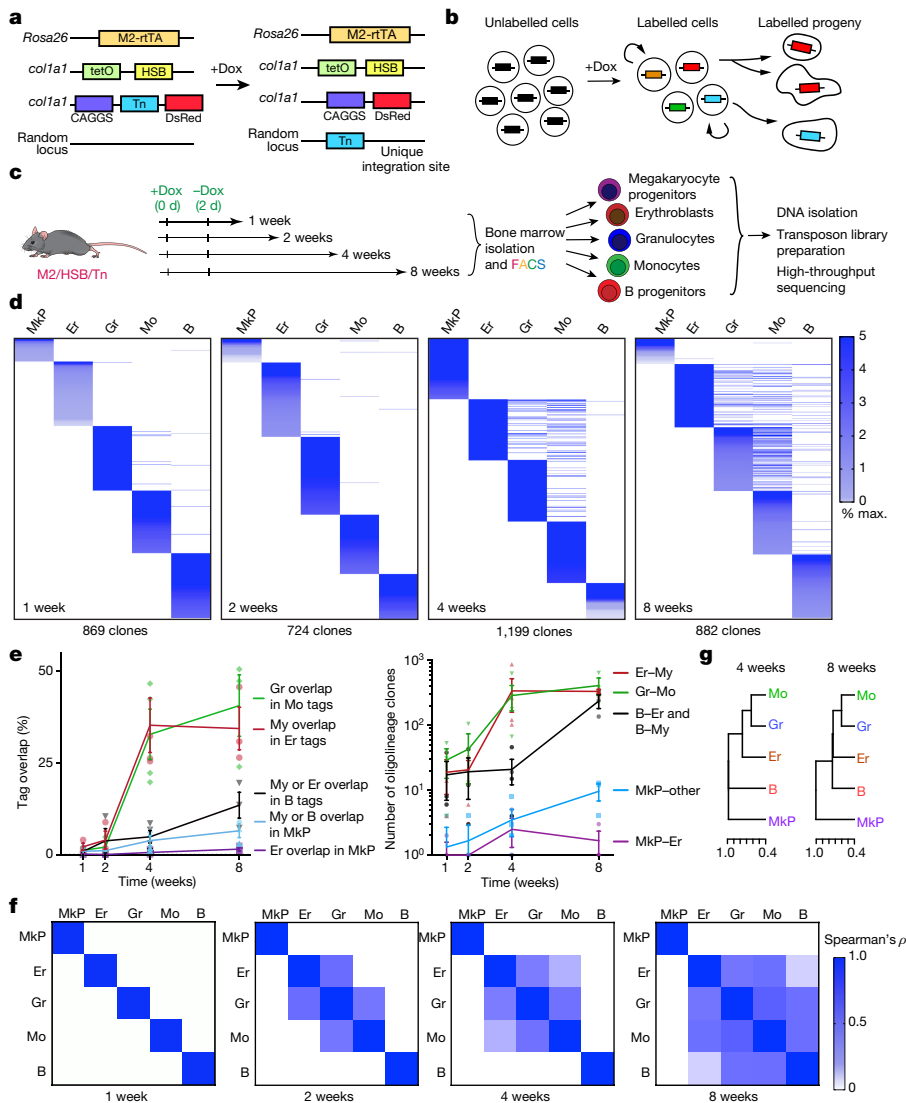 a
Rosa26
M2-rtTA
col1a1
tetO
HSB
col1a1
CAGGS
Tn
DsRed
Random
locus
+Dox
Rosa26
M2-rtTA
col1a1
tetO
HSB
col1a1
CAGGS
DsRed
Random
locus
Tn
Unique
integration site
b
Unlabelled cells
Labelled cells
Labelled progeny
+Dox
c
M2/HSB/Tn
+Dox
(0 d)
–Dox
(2 d)
1 week
2 weeks
4 weeks
8 weeks
Bone marrow
isolation
and FACS
Megakaryocyte
progenitors
Erythroblasts
Granulocytes
Monocytes
B progenitors
DNA isolation
Transposon library
preparation
High-throughput
sequencing
d
MkP Er Gr Mo B
1 week
869 clones
MkP Er Gr Mo B
2 weeks
724 clones
MkP Er Gr Mo B
4 weeks
1,199 clones
MkP Er Gr Mo B
8 weeks
882 clones
5
4
3
2
1
0
% max.
e
Tag overlap (%)
50
0
1 2 4 8
Time (weeks)
Gr overlap
in Mo tags
My overlap
in Er tags
My or Er overlap
in B tags
My or B overlap
in MkP
Er overlap in MkP
Number of oligolineage clones
10³
10²
10¹
10⁰
1 2 4 8
Time (weeks)
Er–My
Gr–Mo
B–Er and
B–My
MkP–other
MkP–Er
g
4 weeks
Mo
Gr
Er
B
MkP
1.0 0.4
8 weeks
Mo
Gr
Er
B
MkP
1.0 0.4
f
MkP Er Gr Mo B
MkP
Er
Gr
Mo
B
1 week
MkP Er Gr Mo B
MkP
Er
Gr
Mo
B
2 weeks
MkP Er Gr Mo B
MkP
Er
Gr
Mo
B
4 weeks
MkP Er Gr Mo B
MkP
Er
Gr
Mo
B
8 weeks
Spearman's ρ
1.0
0.5
0